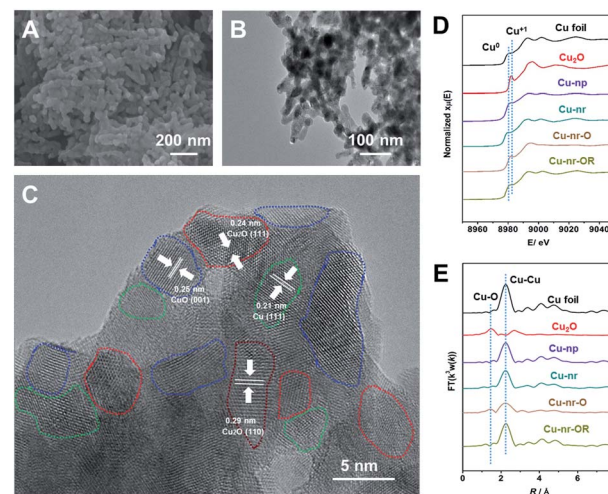 A
200 nm
B
100 nm
C
0.24 nm
Cu2O (111)
0.25 nm
CuO (001)
0.21 nm
Cu (111)
0.29 nm
Cu2O (110)
5 nm
D
Cu⁺¹
Cu⁰
Cu foil
Cu₂O
Cu-np
Cu-nr
Cu-nr-O
Cu-nr-OR
Normalized xμ(E)
8960 8980 9000 9020 9040
E/ eV
E
Cu-Cu
Cu-O
Cu foil
Cu₂O
Cu-np
Cu-nr
Cu-nr-O
Cu-nr-OR
FT(k³w(k))
0 2 4 6
R / Å